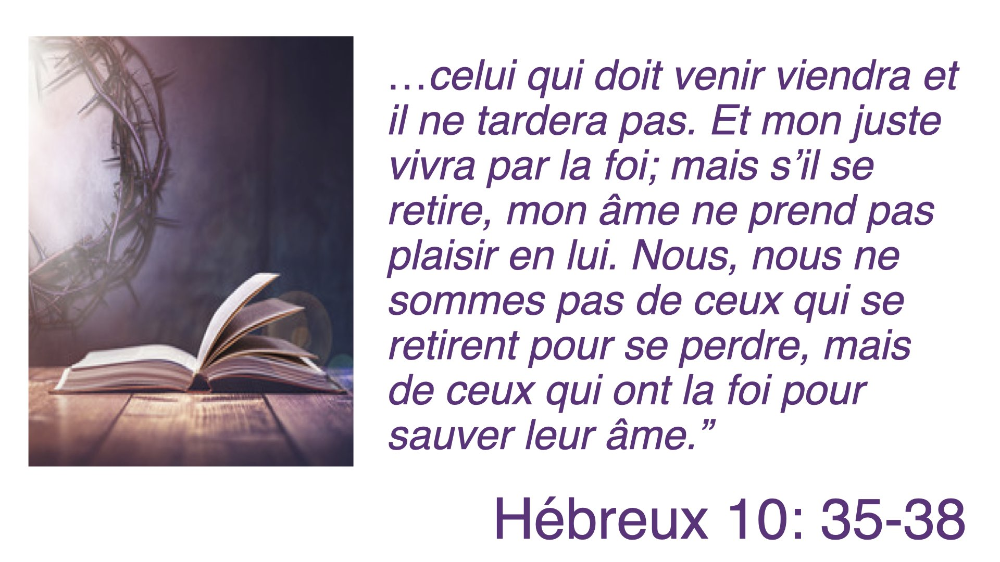 …celui qui doit venir viendra et
il ne tardera pas. Et mon juste
vivra par la foi; mais s’il se
retire, mon âme ne prend pas
plaisir en lui. Nous, nous ne
sommes pas de ceux qui se
retirent pour se perdre, mais
de ceux qui ont la foi pour
sauver leur âme.”
Hébreux 10: 35-38